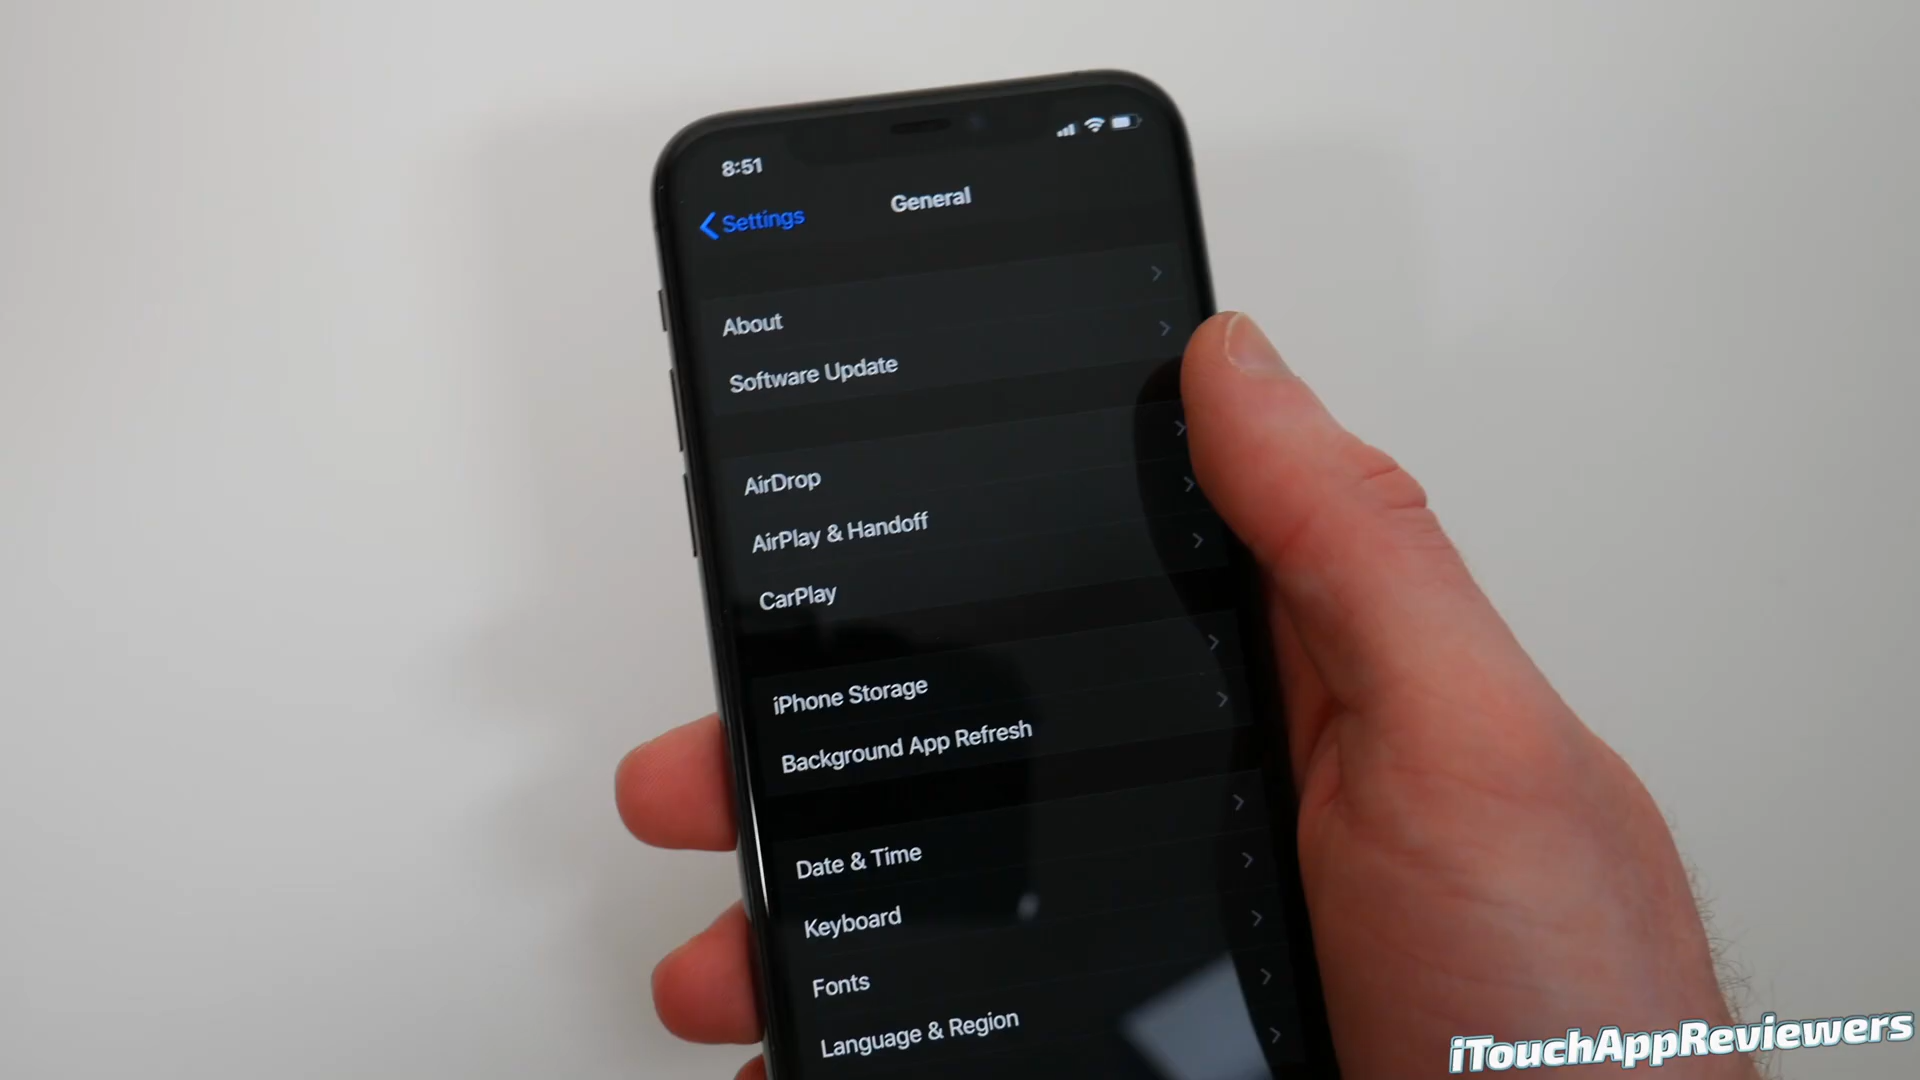 8:51
Settings
General
About
Software Update
AirDrop
AirPlay & Handoff
CarPlay
iPhone Storage
Background App Refresh
Date & Time
Keyboard
Fonts
Language & Region
iTouchAppReviewers